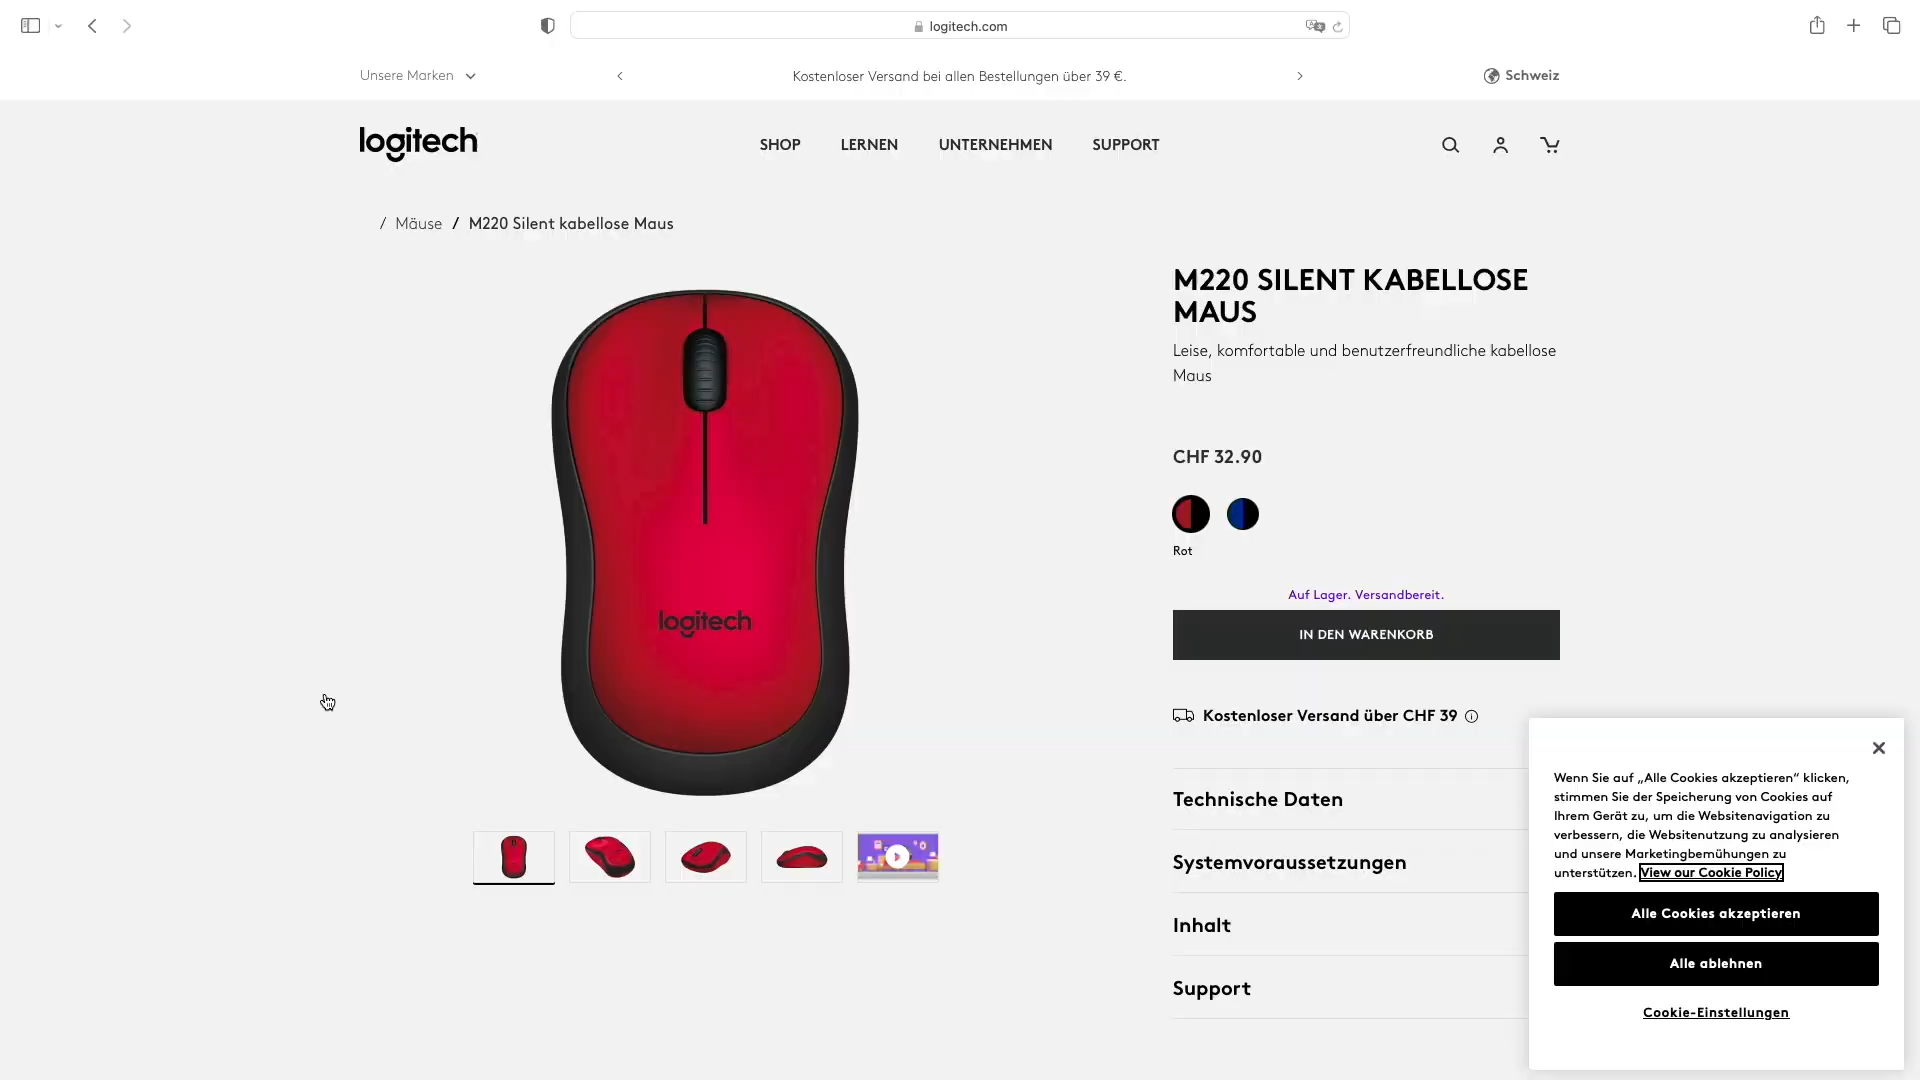 logitech.com
Unsere Marken
Kostenloser Versand bei allen Bestellungen über 39 €.
Schweiz
logitech
SHOP
LERNEN
UNTERNEHMEN
SUPPORT
/ Mäuse / M220 Silent kabellose Maus
M220 SILENT KABELLOSE
MAUS
Leise, komfortable und benutzerfreundliche kabellose
Maus
CHF 32.90
Rot
Auf Lager. Versandbereit.
IN DEN WARENKORB
logitech
Kostenloser Versand über CHF 39
Technische Daten
Systemvoraussetzungen
Inhalt
Support
Wenn Sie auf „Alle Cookies akzeptieren“ klicken,
stimmen Sie der Speicherung von Cookies auf
Ihrem Gerät zu, um die Websitenavigation zu
verbessern, die Websitenutzung zu analysieren
und unsere Marketingbemühungen zu
unterstützen. View our Cookie Policy
Alle Cookies akzeptieren
Alle ablehnen
Cookie-Einstellungen